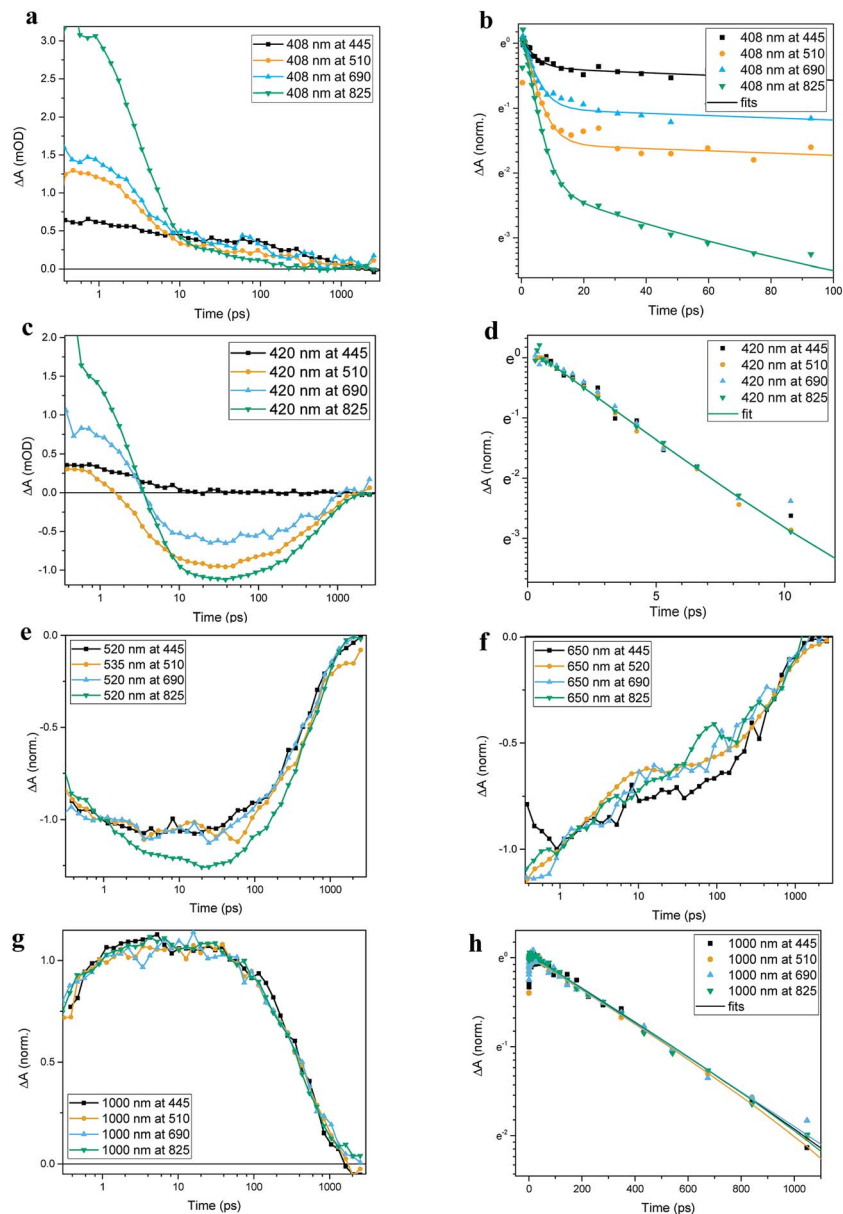 a
ΔA (mOD)
3.0
2.5
2.0
1.5
1.0
0.5
0.0
408 nm at 445
408 nm at 510
408 nm at 690
408 nm at 825
1
10
100
1000
Time (ps)
b
ΔA (norm.)
e⁰
e⁻¹
e⁻²
e⁻³
408 nm at 445
408 nm at 510
408 nm at 690
408 nm at 825
fits
0
20
40
60
80
100
Time (ps)
c
ΔA (mOD)
2.0
1.5
1.0
0.5
0.0
-0.5
-1.0
420 nm at 445
420 nm at 510
420 nm at 690
420 nm at 825
1
10
100
1000
Time (ps)
d
ΔA (norm.)
e⁰
e⁻¹
e⁻²
e⁻³
420 nm at 445
420 nm at 510
420 nm at 690
420 nm at 825
fit
0
5
10
Time (ps)
e
ΔA (norm.)
0.0
-0.5
-1.0
520 nm at 445
535 nm at 510
520 nm at 690
520 nm at 825
1
10
100
1000
Time (ps)
f
ΔA (norm.)
0.0
-0.5
-1.0
650 nm at 445
650 nm at 520
650 nm at 690
650 nm at 825
1
10
100
1000
Time (ps)
g
ΔA (norm.)
1.0
0.5
0.0
1000 nm at 445
1000 nm at 510
1000 nm at 690
1000 nm at 825
1
10
100
1000
Time (ps)
h
ΔA (norm.)
e⁰
e⁻¹
e⁻²
1000 nm at 445
1000 nm at 510
1000 nm at 690
1000 nm at 825
fits
0
200
400
600
800
1000
Time (ps)